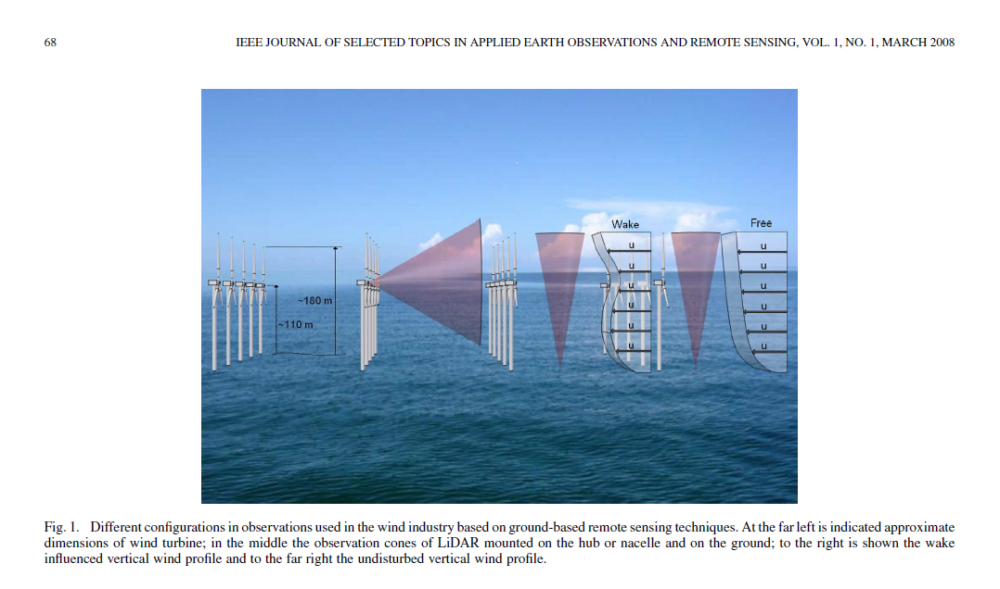 68
IEEE JOURNAL OF SELECTED TOPICS IN APPLIED EARTH OBSERVATIONS AND REMOTE SENSING, VOL. 1, NO. 1, MARCH 2008
Wake
Free
u
u
u
u
u
u
u
u
u
u
u
u
~180 m
~110 m
Fig. 1. Different configurations in observations used in the wind industry based on ground-based remote sensing techniques. At the far left is indicated approximate
dimensions of wind turbine; in the middle the observation cones of LiDAR mounted on the hub or nacelle and on the ground; to the right is shown the wake
influenced vertical wind profile and to the far right the undisturbed vertical wind profile.